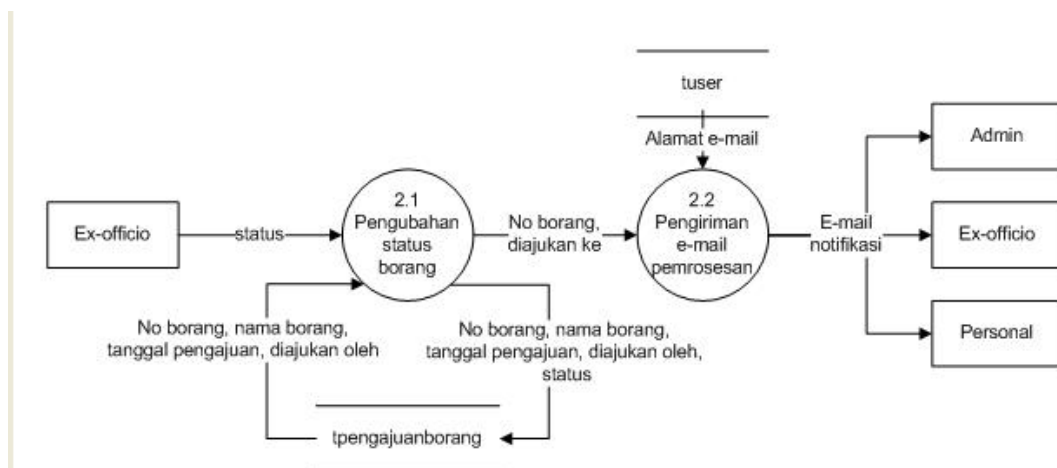 tuser
Alamat e-mail
Admin
Ex-officio
status
2.1
Pengubahan
status
borang
No borang,
diajukan ke
2.2
Pengiriman
e-mail
pemrosesan
E-mail
notifikasi
Ex-officio
Personal
No borang, nama borang,
tanggal pengajuan, diajukan oleh
No borang, nama borang,
tanggal pengajuan, diajukan oleh,
status
tpengajuanborang